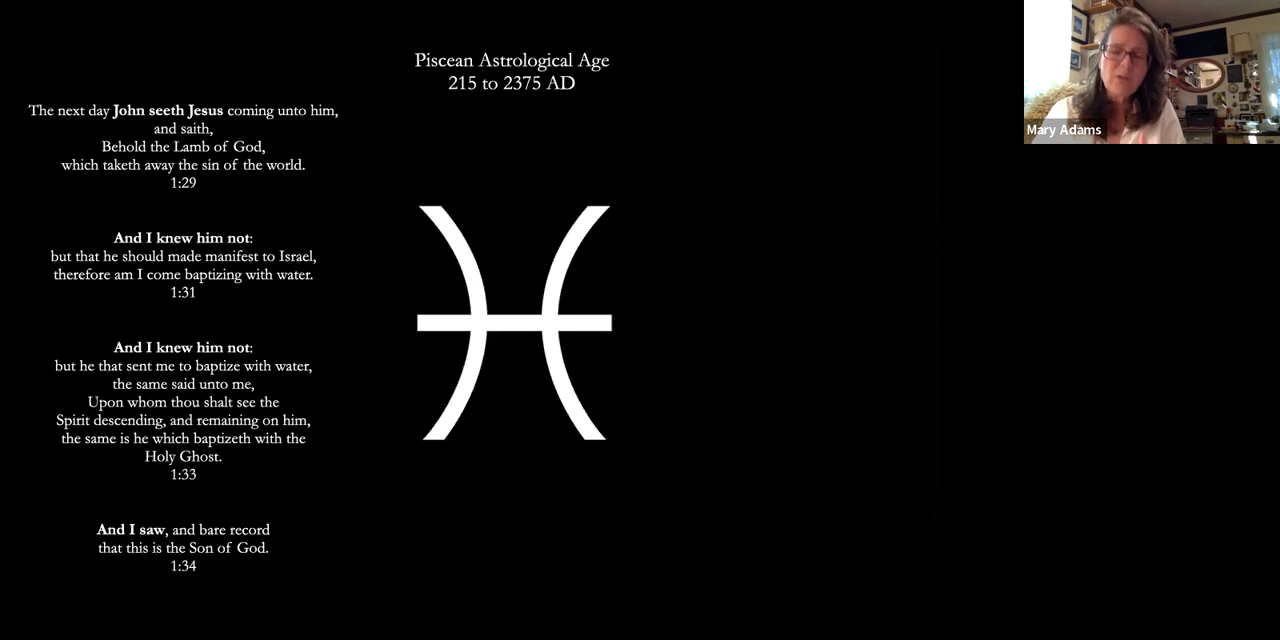 Piscean Astrological Age
215 to 2375 AD
The next day John seeth Jesus coming unto him,
and saith,
Behold the Lamb of God,
which taketh away the sin of the world.
1:29
And I knew him not:
but that he should made manifest to Israel,
therefore am I come baptizing with water.
1:31
And I knew him not:
but he that sent me to baptize with water,
the same said unto me,
Upon whom thou shalt see the
Spirit descending, and remaining on him,
the same is he which baptizeth with the
Holy Ghost.
1:33
And I saw, and bare record
that this is the Son of God.
1:34
Mary Adams